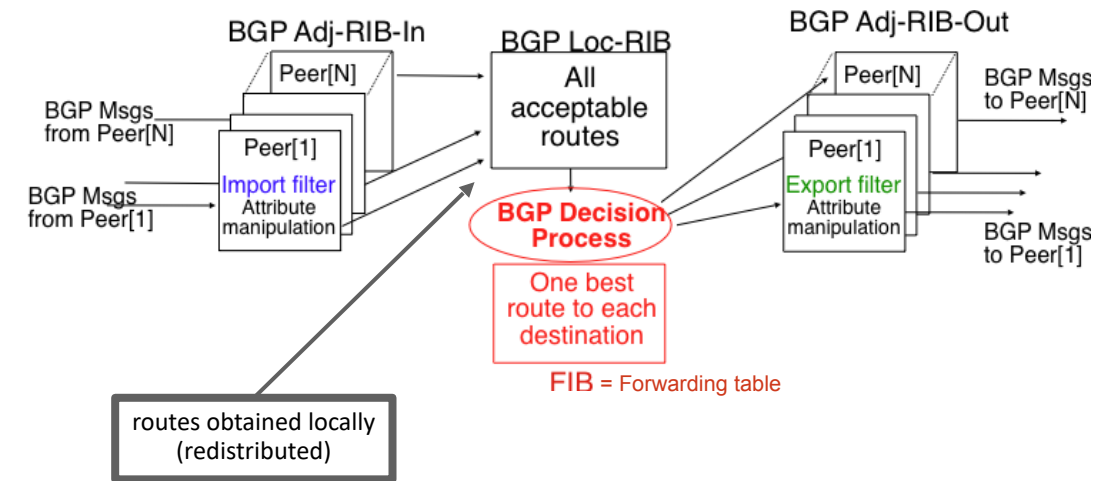 BGP Adj-RIB-In
BGP Loc-RIB
BGP Adj-RIB-Out
Peer[N]
BGP Msgs
from Peer[N]
Peer[1]
Import filter
Attribute
manipulation
BGP Msgs
from Peer[1]
All
acceptable
routes
BGP Decision
Process
One best
route to each
destination
FIB = Forwarding table
Peer[N]
Peer[1]
Export filter
Attribute
manipulation
BGP Msgs
to Peer[N]
BGP Msgs
to Peer[1]
routes obtained locally
(redistributed)